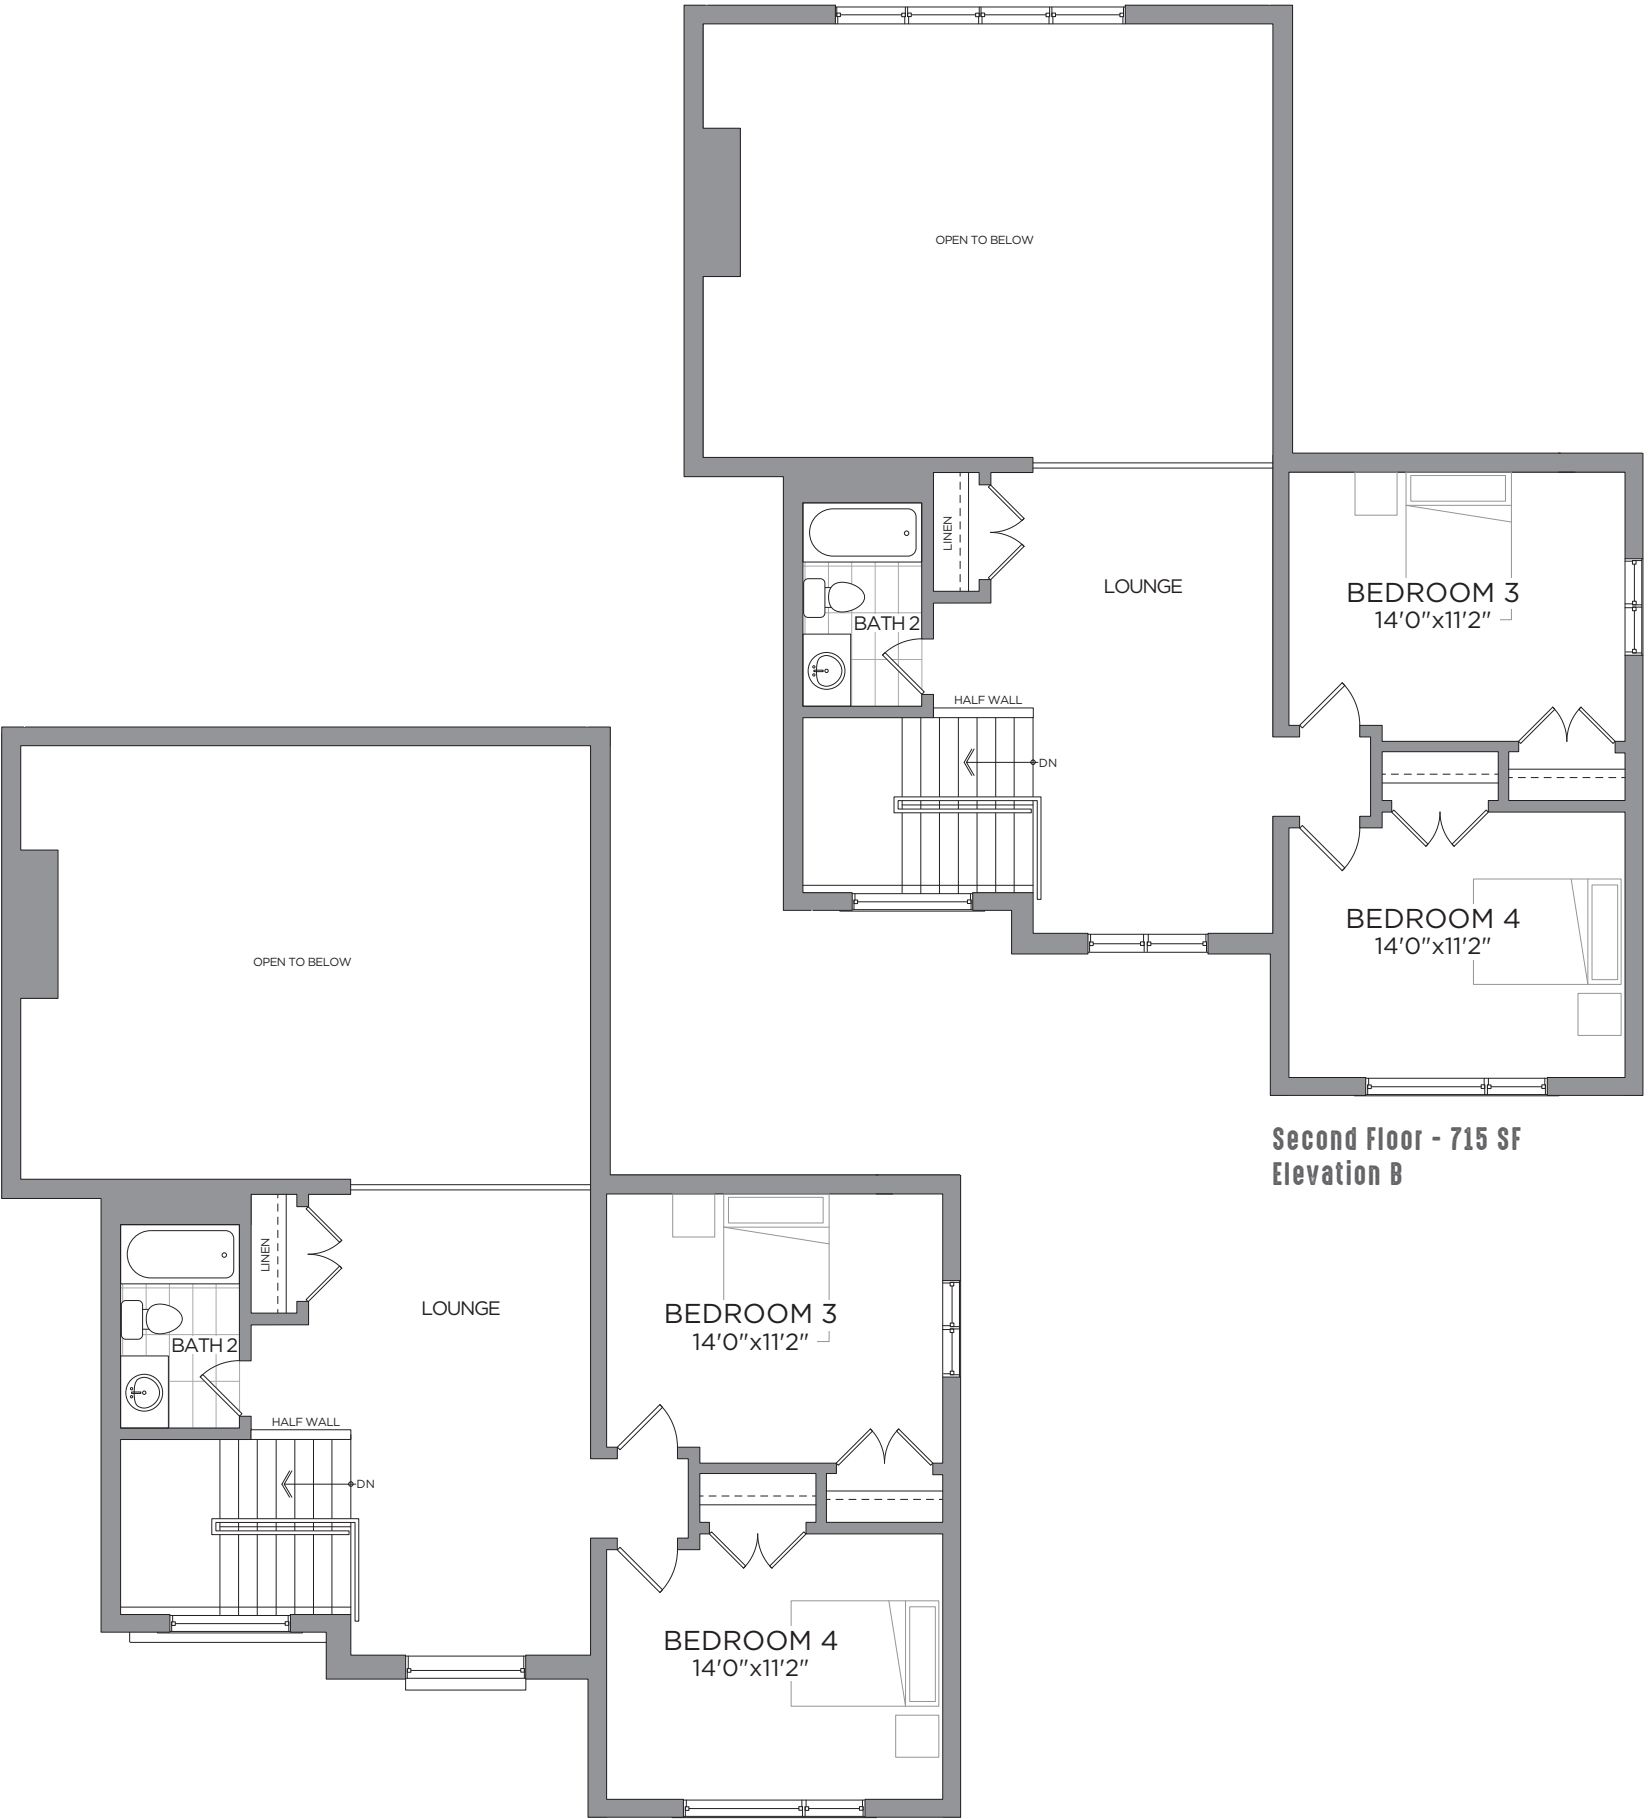 OPEN TO BELOW
LINEN
LOUNGE
BEDROOM 3
14'0"x11'2"
BATH 2
HALF WALL
DN
BEDROOM 4
14'0"x11'2"
Second Floor - 715 SF
Elevation B
OPEN TO BELOW
LINEN
LOUNGE
BEDROOM 3
14'0"x11'2"
BATH 2
HALF WALL
DN
BEDROOM 4
14'0"x11'2"